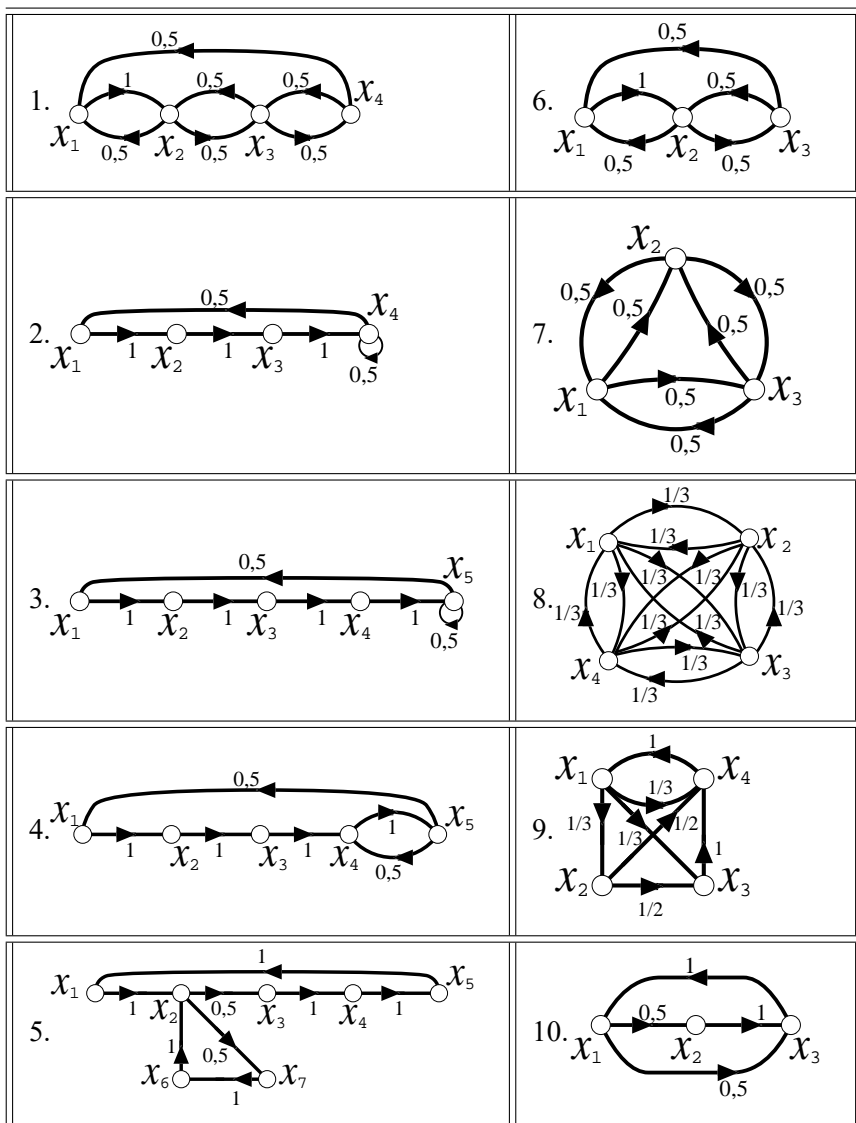 1. 0,5 1 0,5 0,5 x₄
x₁ 0,5 x₂ 0,5 x₃ 0,5
6. 0,5 1 0,5
x₁ 0,5 x₂ 0,5 x₃
2. 0,5 x₄
x₁ 1 x₂ 1 x₃ 1 0,5
7. x₂
0,5 0,5 0,5 0,5
x₁ 0,5 x₃
0,5
3. 0,5 x₅
x₁ 1 x₂ 1 x₃ 1 x₄ 1 0,5
8. 1/3
x₁ 1/3 x₂
1/3 1/3 1/3 1/3
1/3 1/3 1/3 1/3
x₄ 1/3 x₃
1/3
4. 0,5
x₁ 1 x₅
1 x₂ 1 x₃ 1 x₄ 0,5
9. 1
x₁ 1/3 x₄
1/3 1/3 1/2 1
x₂ 1/2 x₃
5. 1
x₁ 1 x₂ 0,5 x₃ 1 x₄ 1 x₅
1 0,5
x₆ 1 x₇
10. 1
x₁ 0,5 x₂ 1 x₃
0,5